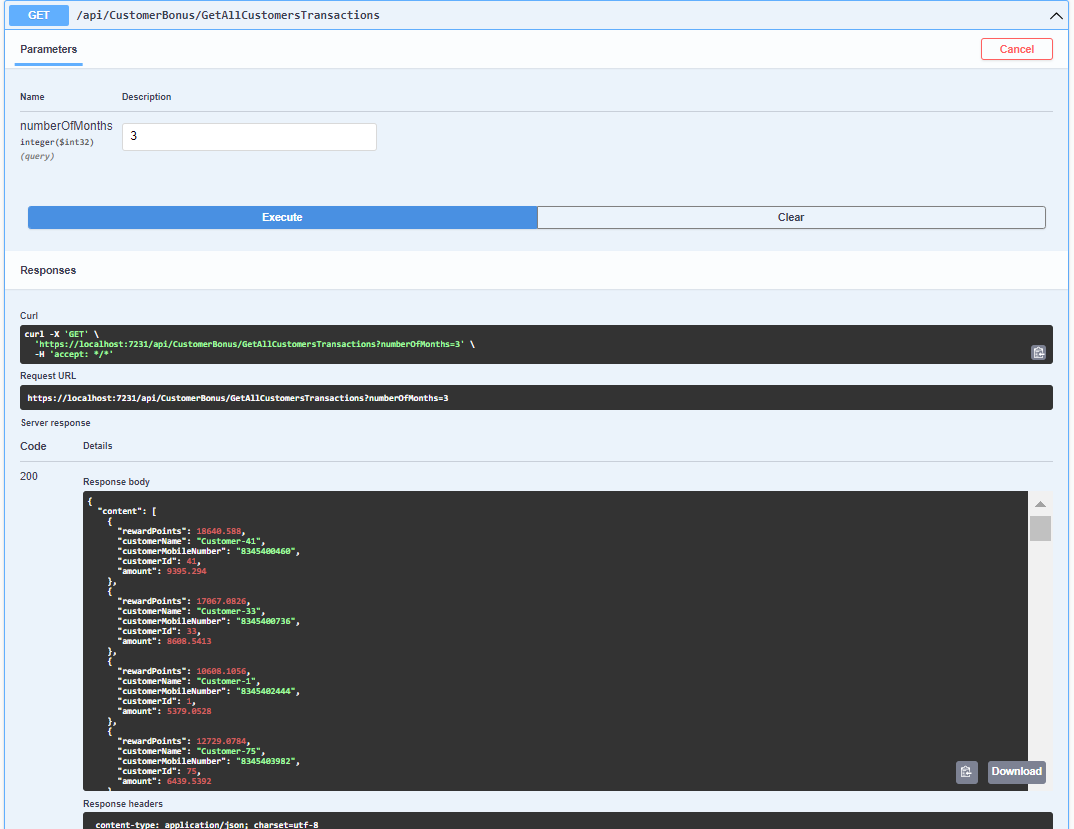 GET /api/CustomerBonus/GetAllCustomersTransactions
Parameters
Cancel
Name Description
numberOfMonths
integer($int32)
(query)
3
Execute Clear
Responses
Curl
curl -X 'GET' \
'https://localhost:7231/api/CustomerBonus/GetAllCustomersTransactions?numberOfMonths=3' \
-H 'accept: */*'
Request URL
https://localhost:7231/api/CustomerBonus/GetAllCustomersTransactions?numberOfMonths=3
Server response
Code Details
200
Response body
{
"content": [
{
"rewardPoints": 18640.588,
"customerName": "Customer-41",
"customerMobileNumber": "8345400460",
"customerId": 41,
"amount": 9395.294
},
{
"rewardPoints": 17067.0826,
"customerName": "Customer-33",
"customerMobileNumber": "8345400736",
"customerId": 33,
"amount": 8608.5413
},
{
"rewardPoints": 10608.1056,
"customerName": "Customer-1",
"customerMobileNumber": "8345402444",
"customerId": 1,
"amount": 5379.0528
},
{
"rewardPoints": 12729.0784,
"customerName": "Customer-75",
"customerMobileNumber": "8345403982",
"customerId": 75,
"amount": 6439.5392
Download
Response headers
content-type: application/json; charset=utf-8